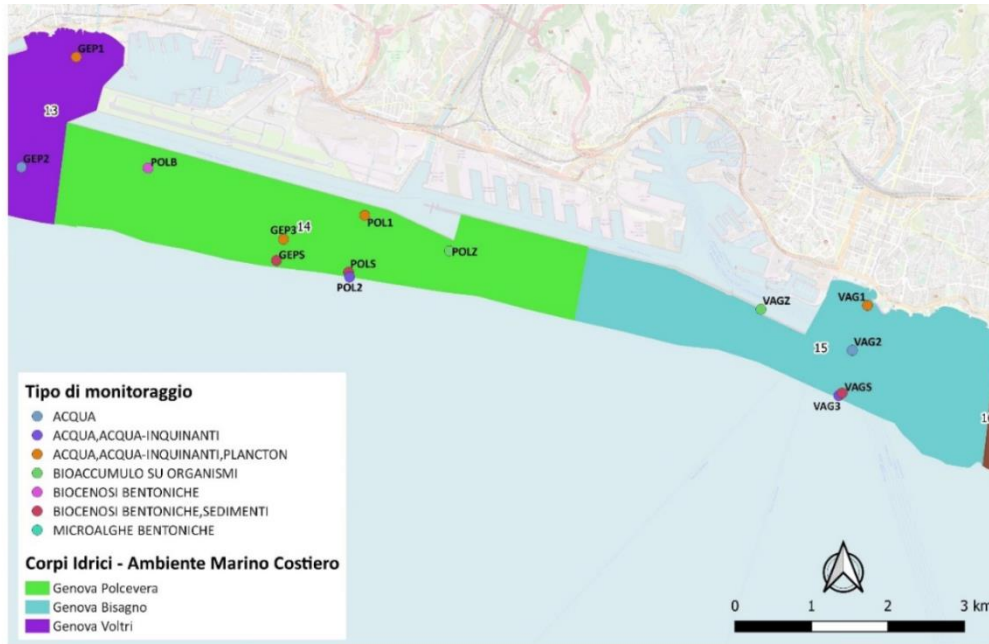 GEP1
13
GEP2
POLB
POL1
GEP3
14
GEPS
POLZ
POLS
POL2
VAGZ
VAG1
15
VAG2
VAGS
VAG3
Tipo di monitoraggio
ACQUA
ACQUA,ACQUA-INQUINANTI
ACQUA,ACQUA-INQUINANTI,PLANCTON
BIOACCUMULO SU ORGANISMI
BIOCENOSI BENTONICHE
BIOCENOSI BENTONICHE,SEDIMENTI
MICROALGHE BENTONICHE
Corpi Idrici - Ambiente Marino Costiero
Genova Polcevera
Genova Bisagno
Genova Voltri
0 1 2 3 km